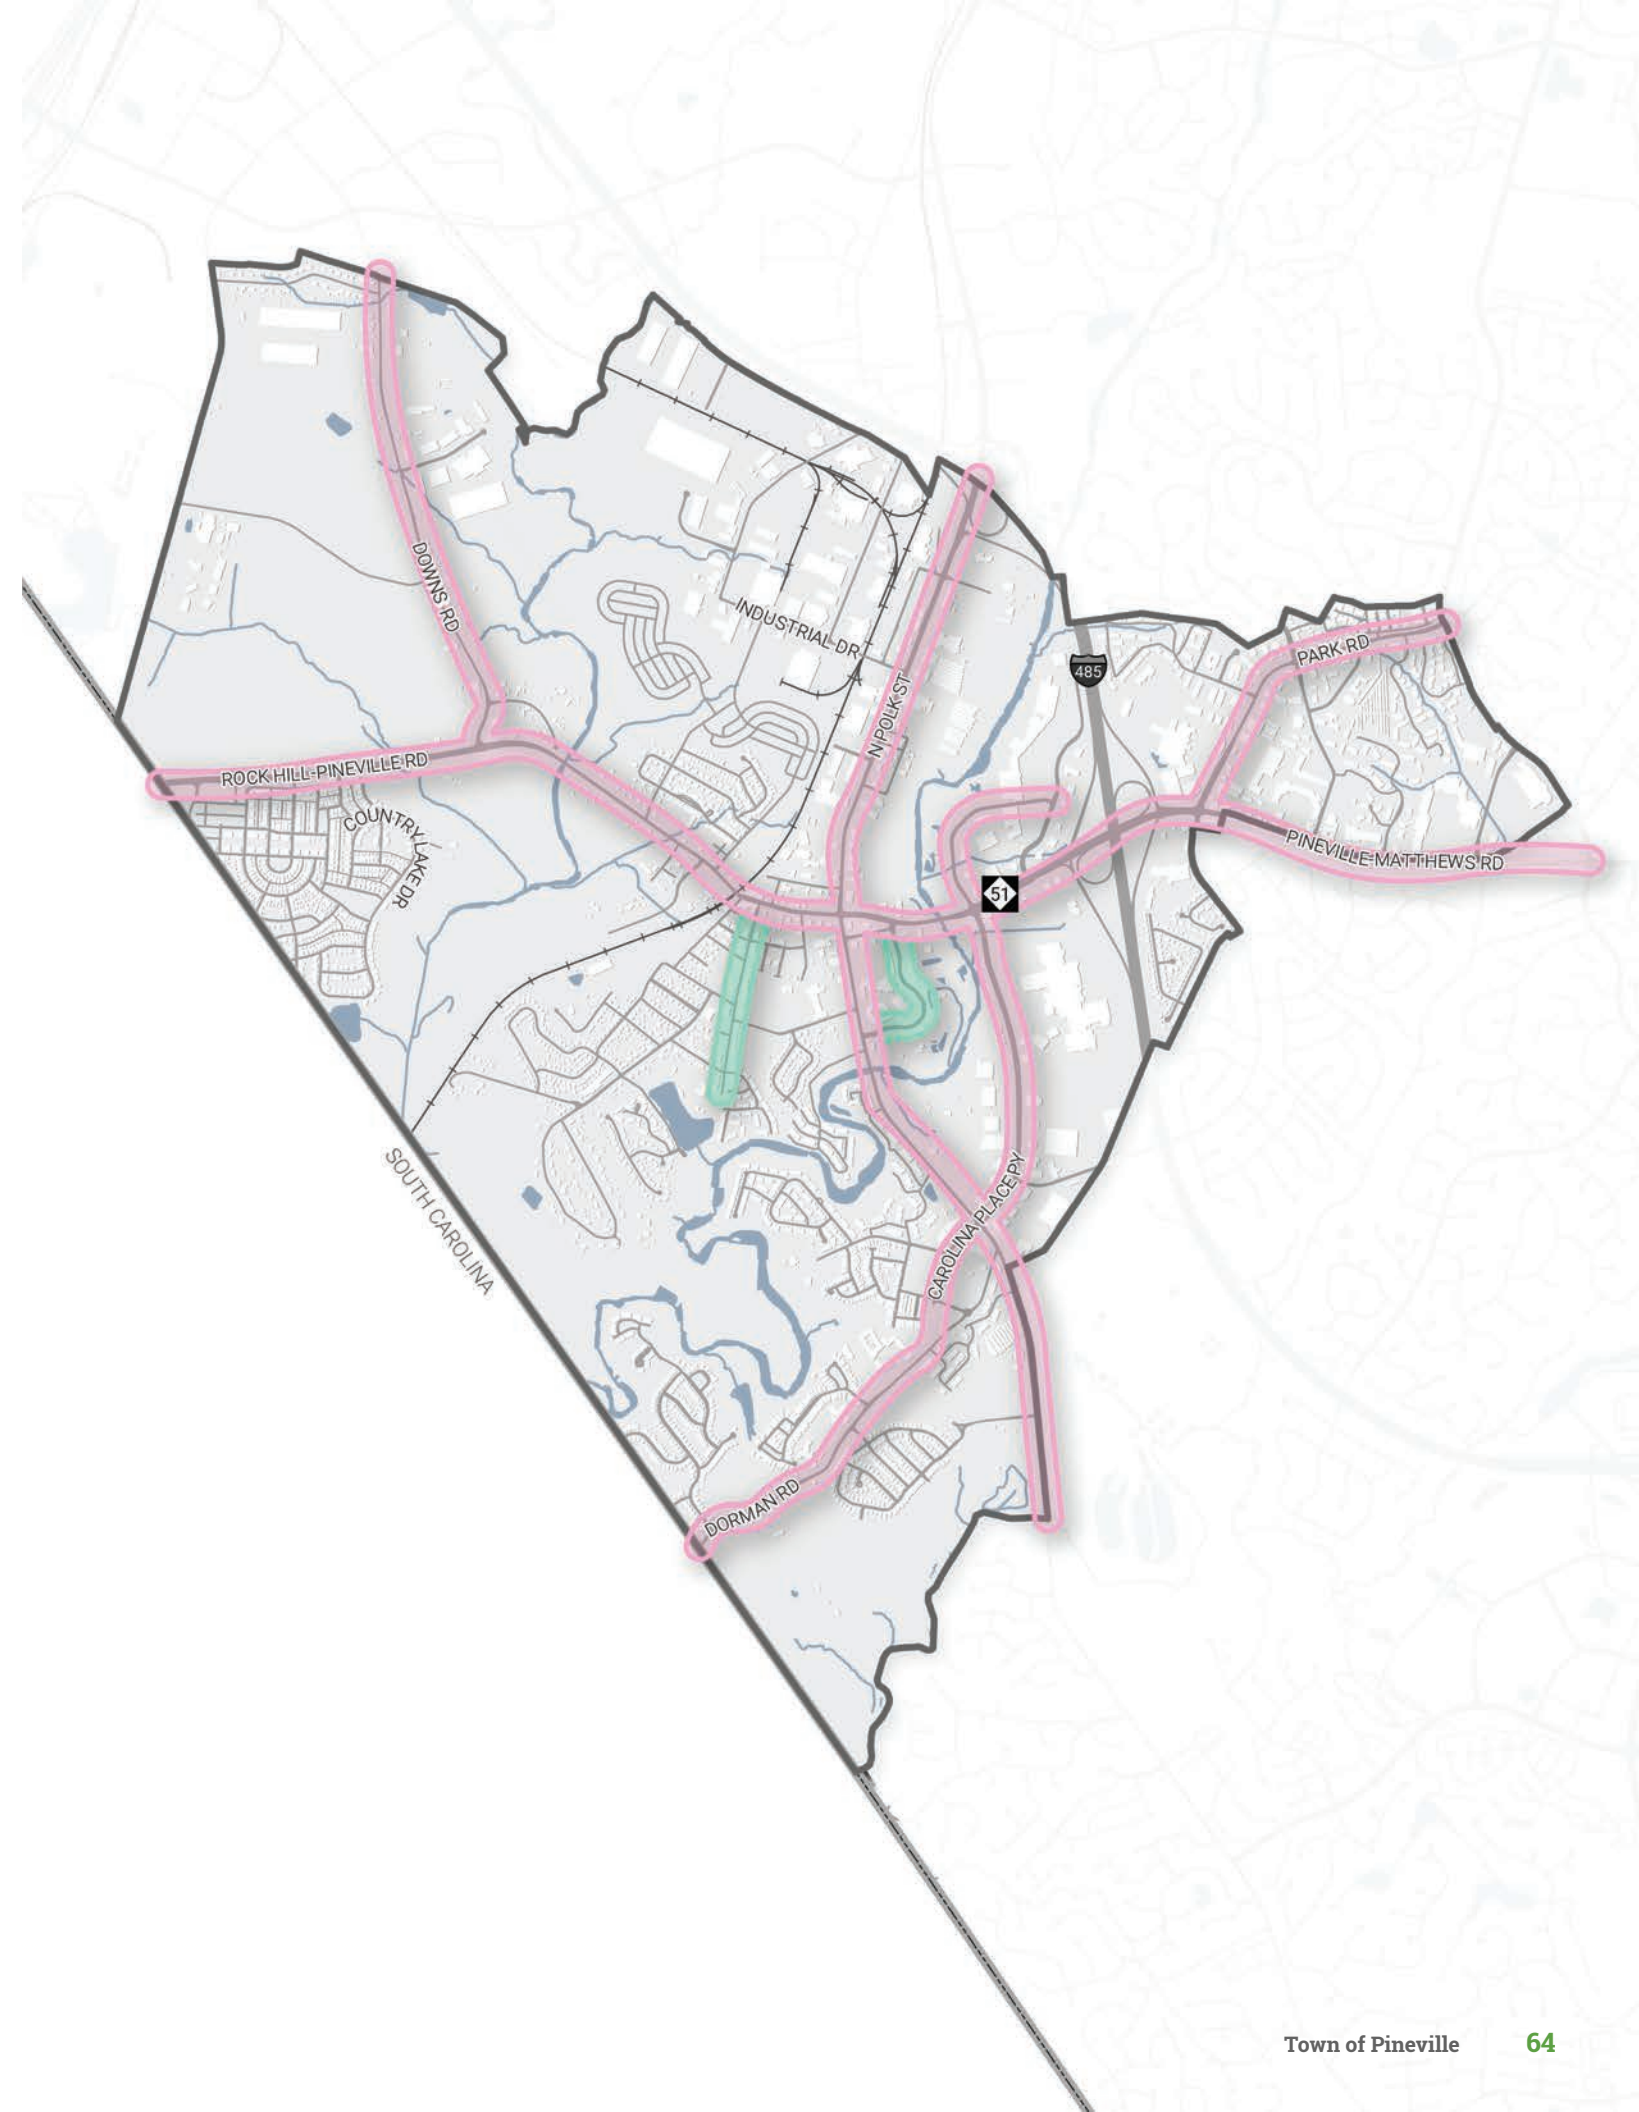 DOWNS RD
INDUSTRIAL DR
N POLK ST
485
PARK RD
ROCK HILL-PINEVILLE RD
COUNTRY LAKE DR
PINEVILLE-MATTHEWS RD
51
SOUTH CAROLINA
CAROLINA PLACE PY
DORMAN RD
Town of Pineville 64